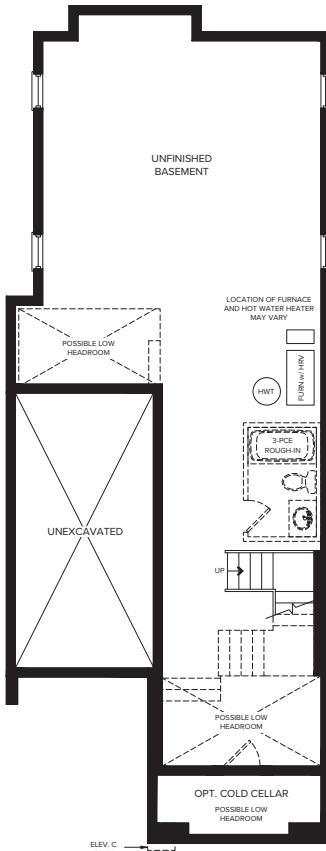 UNFINISHED
BASEMENT
LOCATION OF FURNACE
AND HOT WATER HEATER
MAY VARY
POSSIBLE LOW
HEADROOM
FURN w/ HRV
HWT
3-PCE
ROUGH-IN
UNEXCAVATED
UP
POSSIBLE LOW
HEADROOM
OPT. COLD CELLAR
POSSIBLE LOW
HEADROOM
ELEV. C